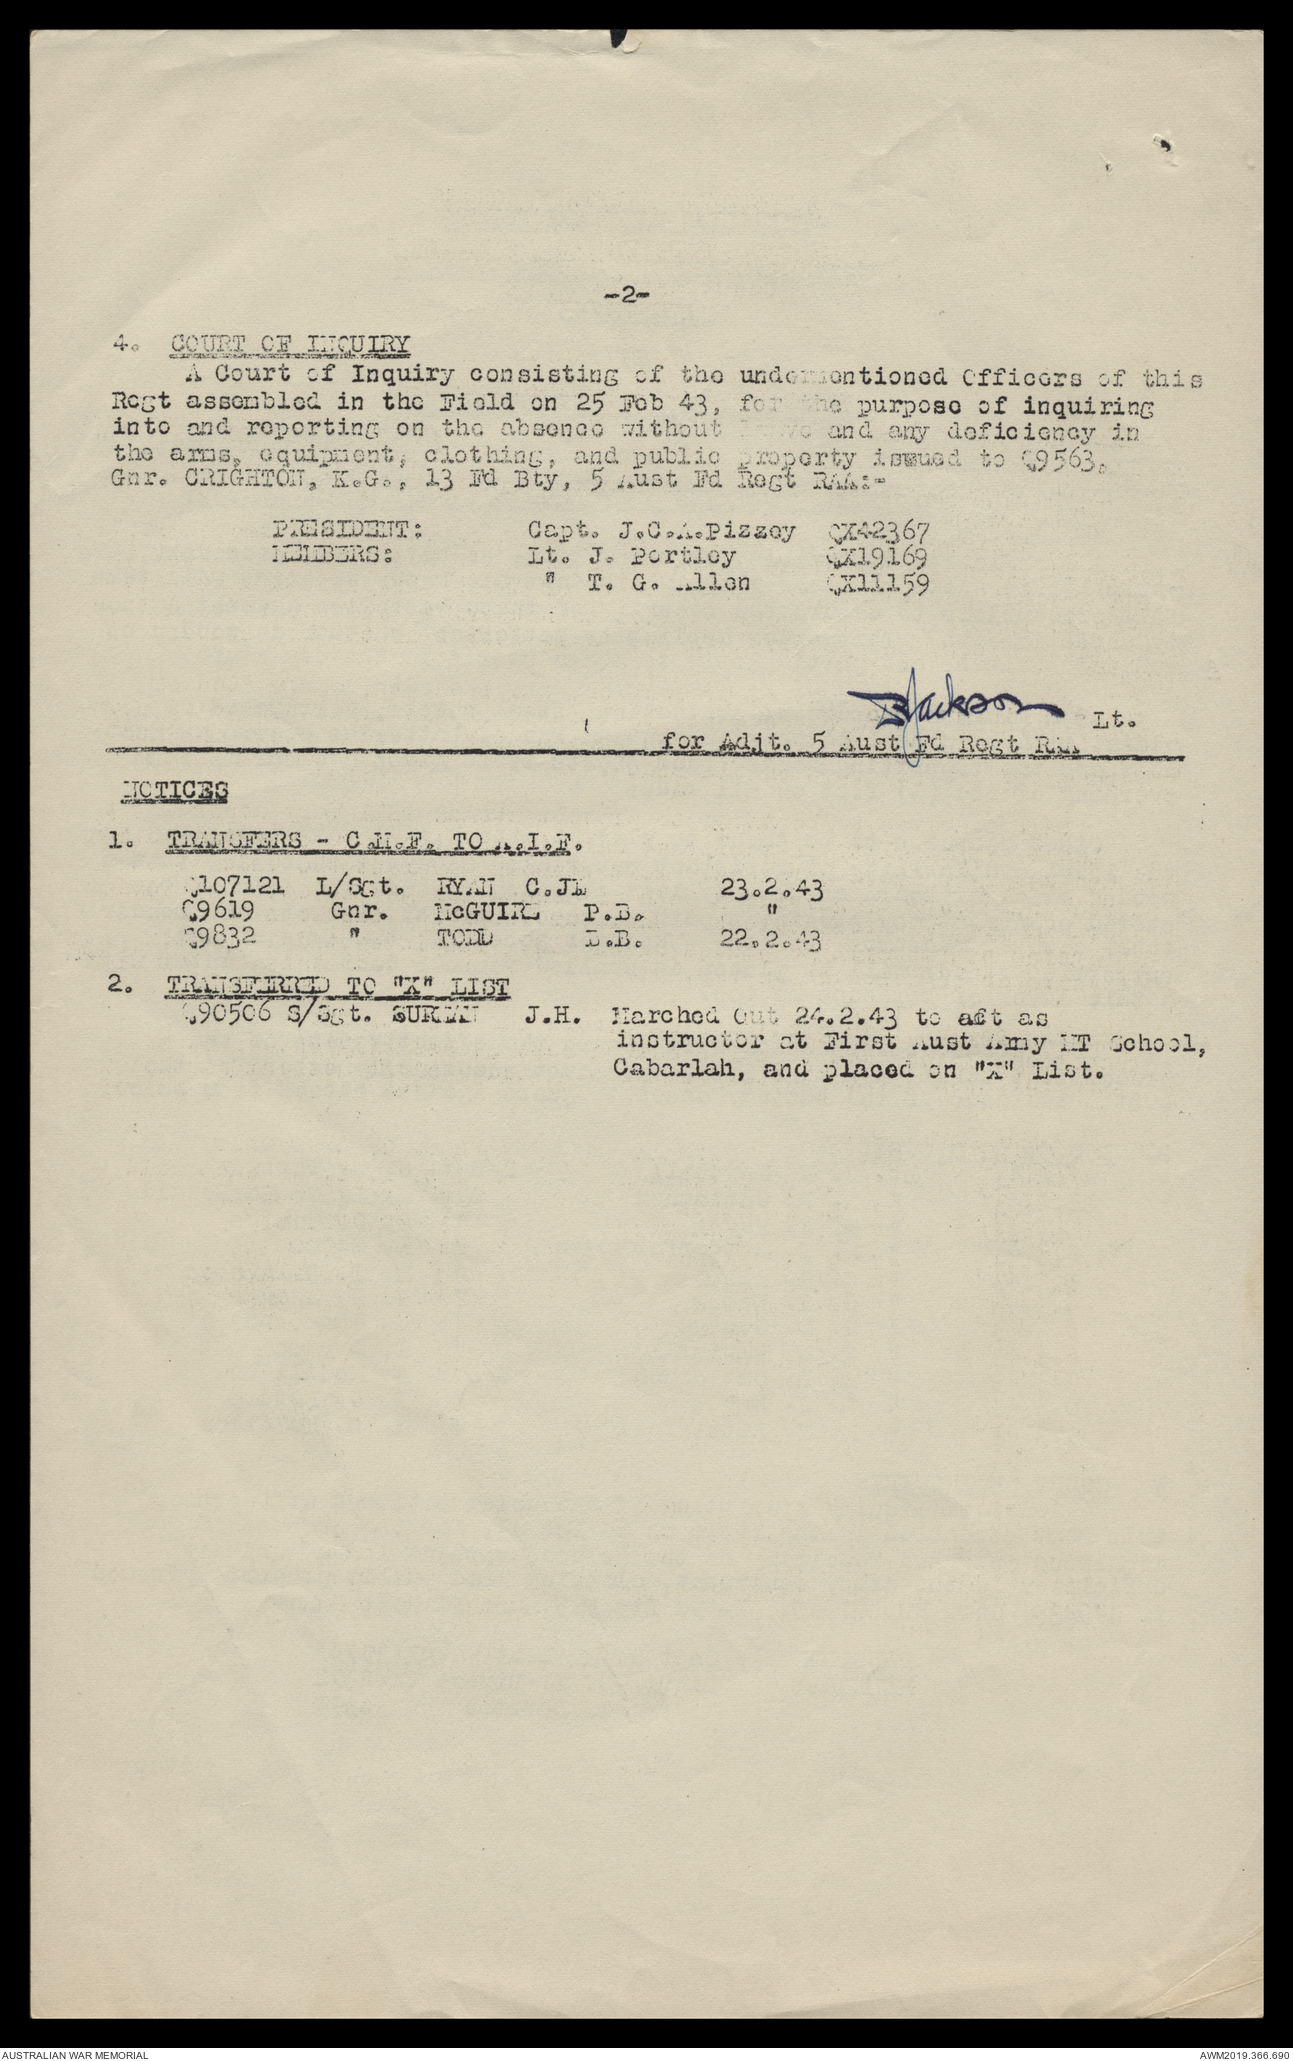 -2-
4. COURT OF INQUIRY
A Court of Inquiry consisting of the undermentioned Officers of this
Regt assembled in the Field on 25 Feb 43, for the purpose of inquiring
into and reporting on the absence without leave and any deficiency in
the arms, equipment, clothing, and public property issued to Q9563,
Gnr. CRIGHTON, K.G., 13 Fd Bty, 5 Aust Fd Regt RAA:-
PRESIDENT: Capt. J.C.A.Pizzey QX42367
MEMBERS: Lt. J. Portley QX19169
" T. G. Allen QX11159
Jackson Lt.
for Adjt. 5 Aust Fd Regt RAA
NOTICES
1. TRANSFERS - C.M.F. TO A.I.F.
Q107121 L/Sgt. RYAN 23.2.43
Q9619 Gnr. McGUIRE P.B. "
Q9832 " TODD 22.2.43
2. TRANSFERRED TO "X" LIST
Q90506 S/Sgt. J.H. Marched Out 24.2.43 to act as
instructor at First Aust Army MT School,
Cabarlah, and placed on "X" List.
AUSTRALIAN WAR MEMORIAL AWM2019.366.690